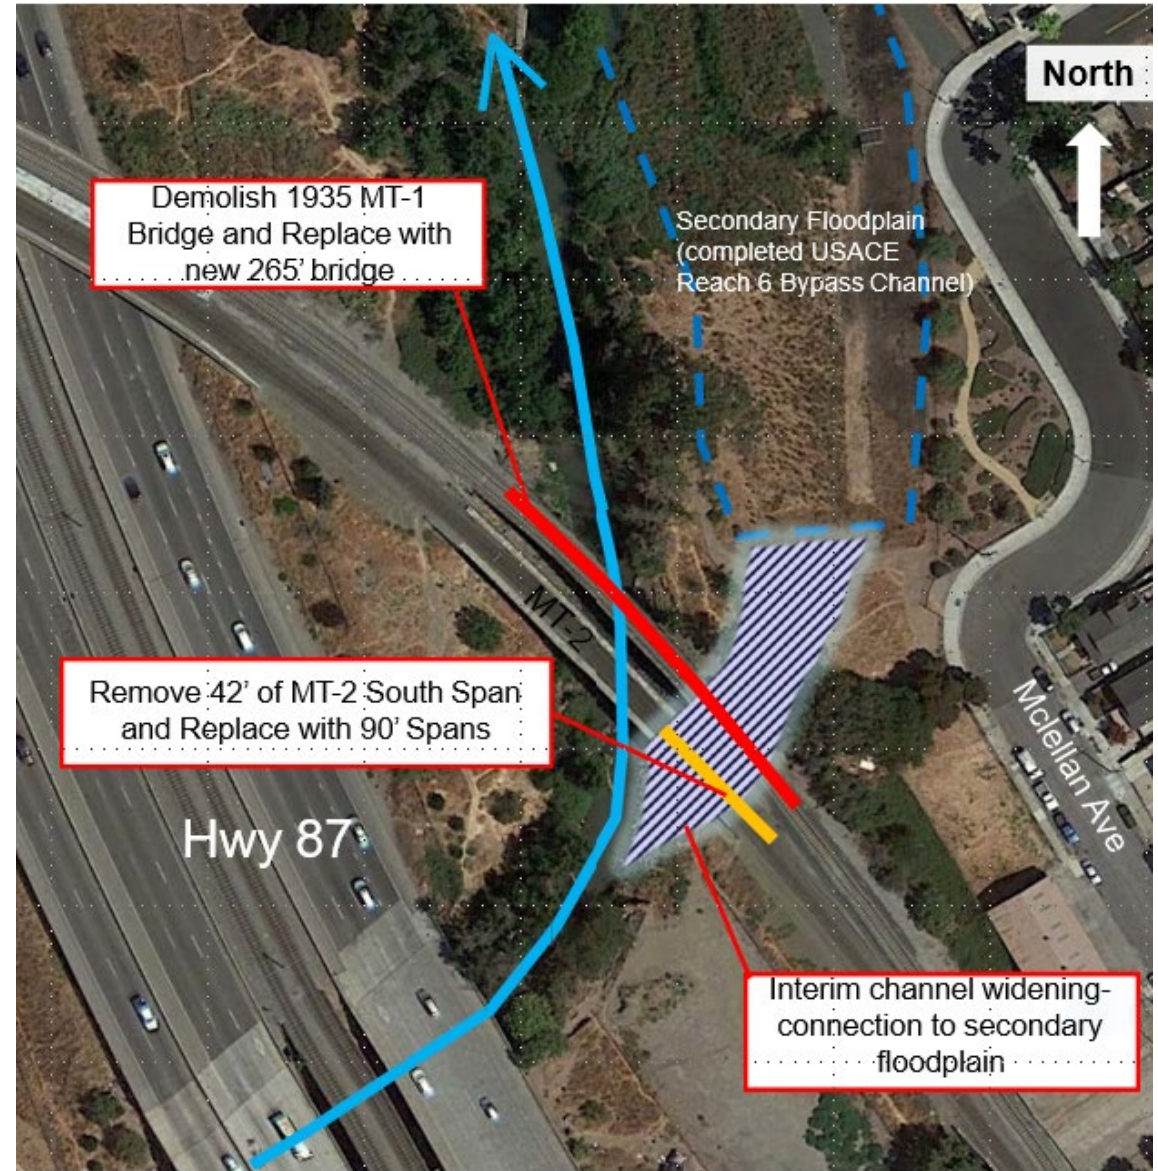 North
Demolish 1935 MT-1
Bridge and Replace with
new 265' bridge
Secondary Floodplain
(completed USACE
Reach 6 Bypass Channel)
MT-2
Remove 42' of MT-2 South Span
and Replace with 90' Spans
Mclellan Ave
Hwy 87
Interim channel widening-
connection to secondary
floodplain